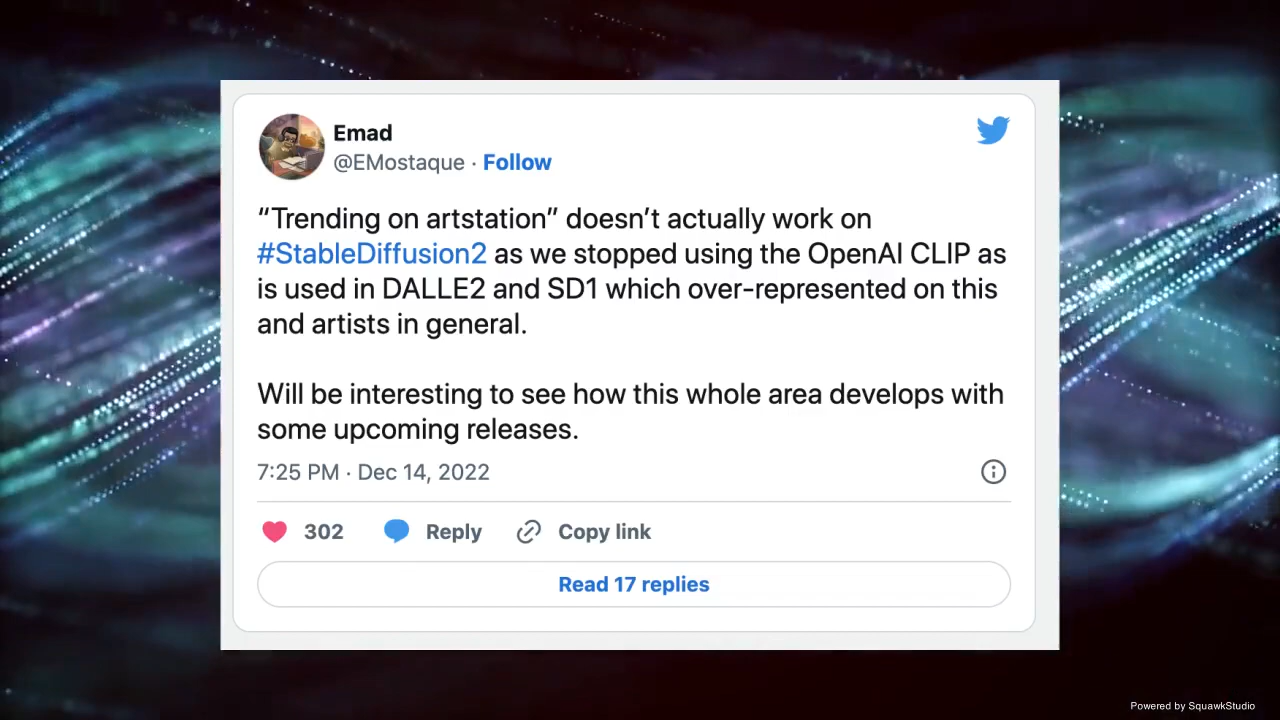 Emad
@EMostaque · Follow
“Trending on artstation” doesn’t actually work on
#StableDiffusion2 as we stopped using the OpenAI CLIP as
is used in DALLE2 and SD1 which over-represented on this
and artists in general.
Will be interesting to see how this whole area develops with
some upcoming releases.
7:25 PM · Dec 14, 2022
302 Reply Copy link
Read 17 replies
Powered by SquawkStudio